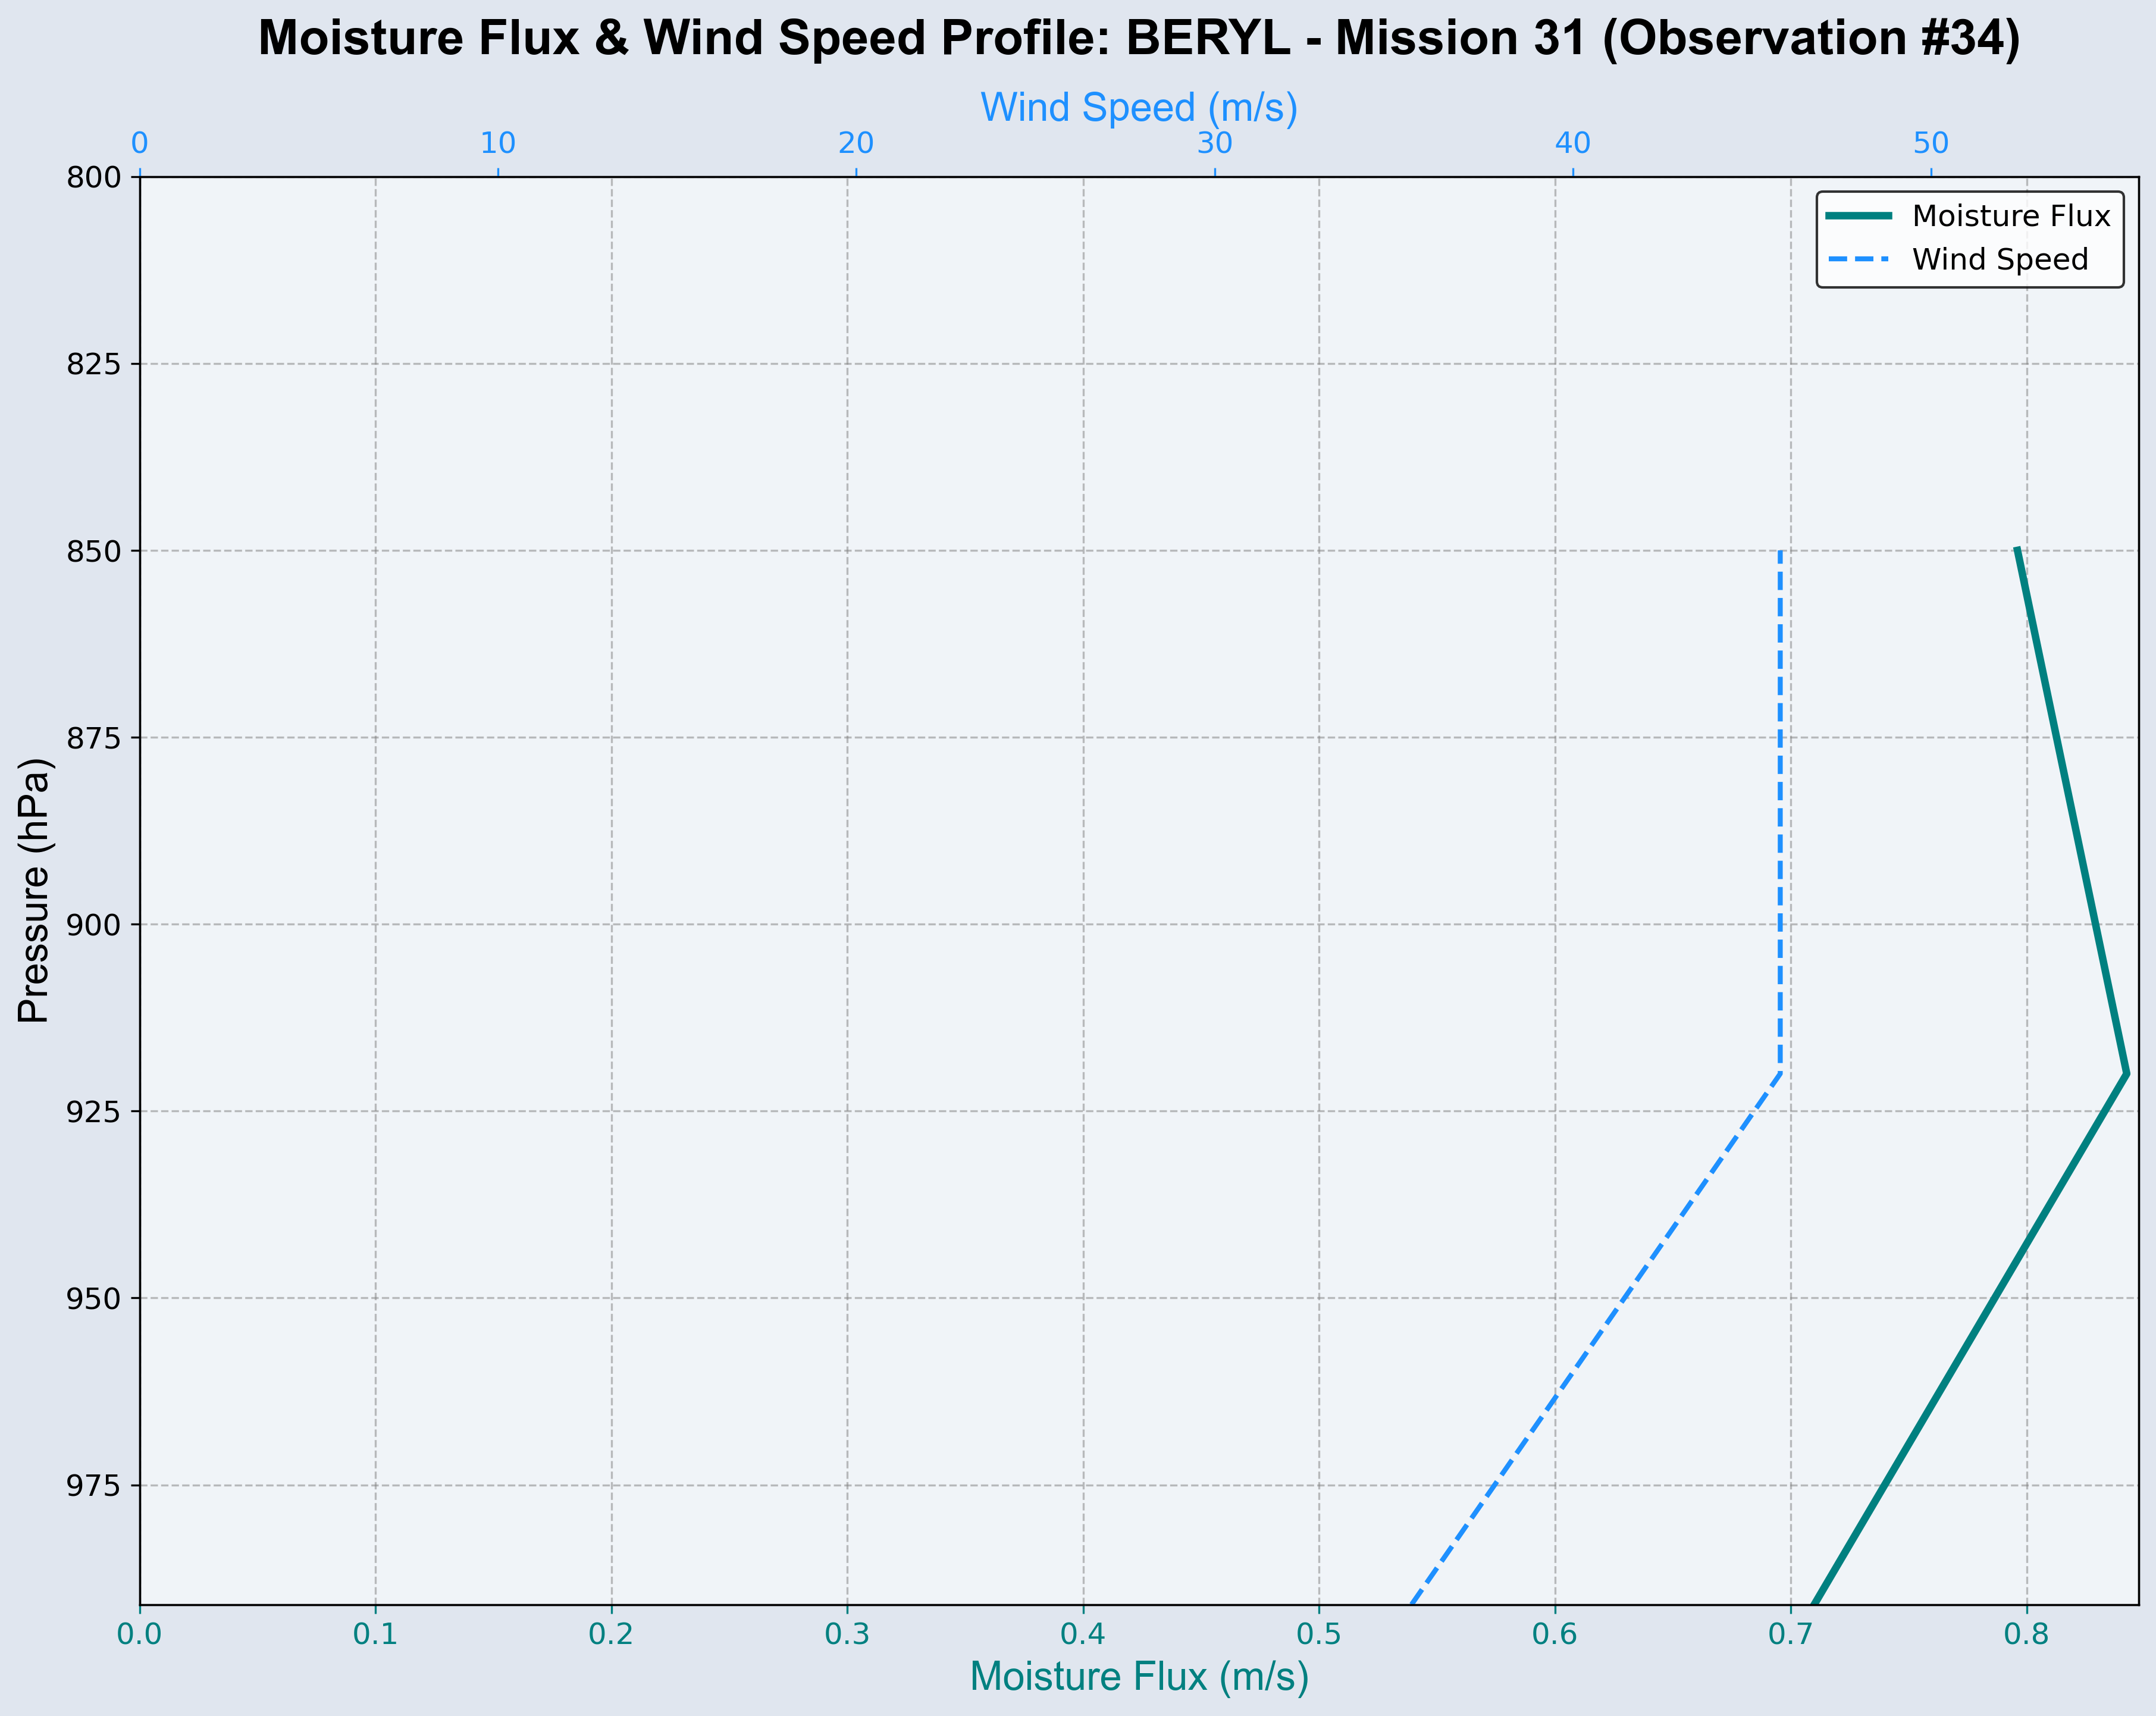 Moisture Flux & Wind Speed Profile: BERYL - Mission 31 (Observation #34)
Wind Speed (m/s)
0 10 20 30 40 50
Moisture Flux
Wind Speed
800
825
850
875
900
925
950
975
Pressure (hPa)
0.0 0.1 0.2 0.3 0.4 0.5 0.6 0.7 0.8
Moisture Flux (m/s)